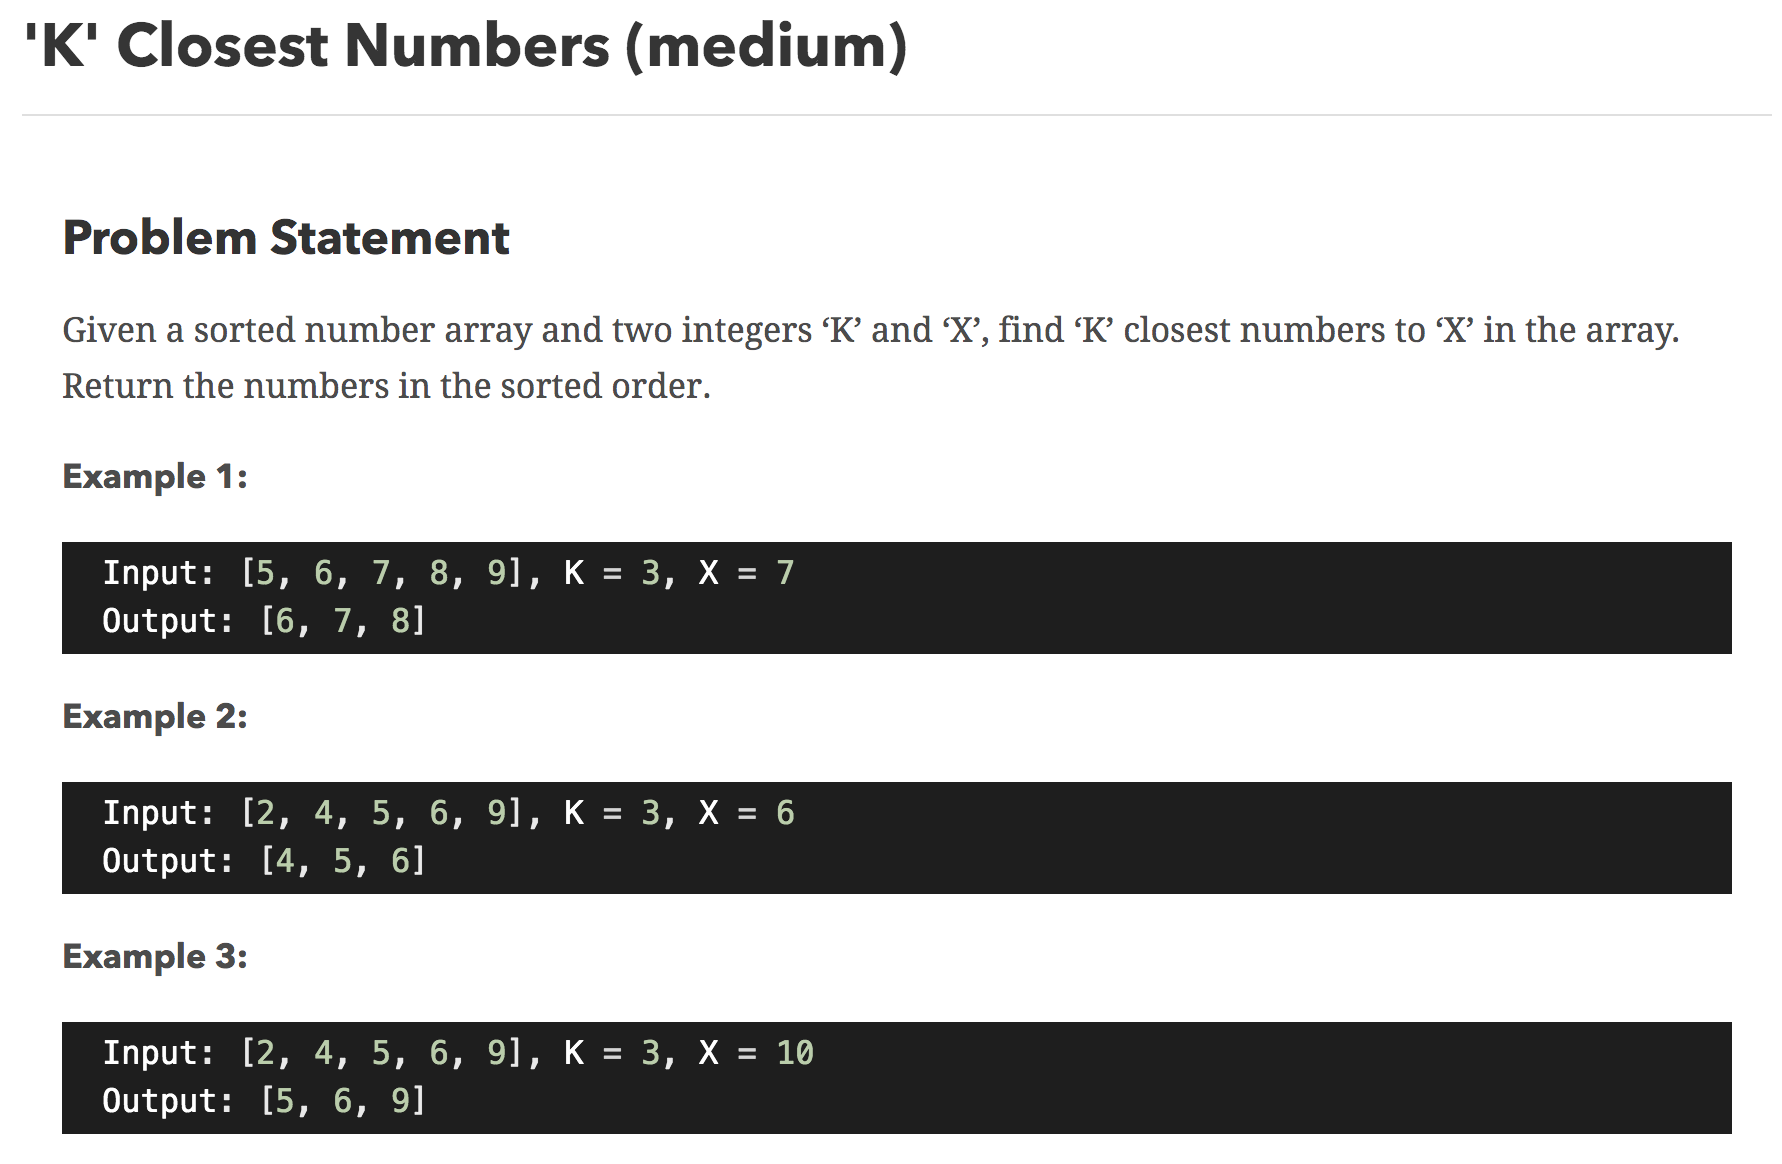 'K' Closest Numbers (medium)
Problem Statement
Given a sorted number array and two integers ‘K’ and ‘X’, find ‘K’ closest numbers to ‘X’ in the array.
Return the numbers in the sorted order.
Example 1:
Input: [5, 6, 7, 8, 9], K = 3, X = 7
Output: [6, 7, 8]
Example 2:
Input: [2, 4, 5, 6, 9], K = 3, X = 6
Output: [4, 5, 6]
Example 3:
Input: [2, 4, 5, 6, 9], K = 3, X = 10
Output: [5, 6, 9]